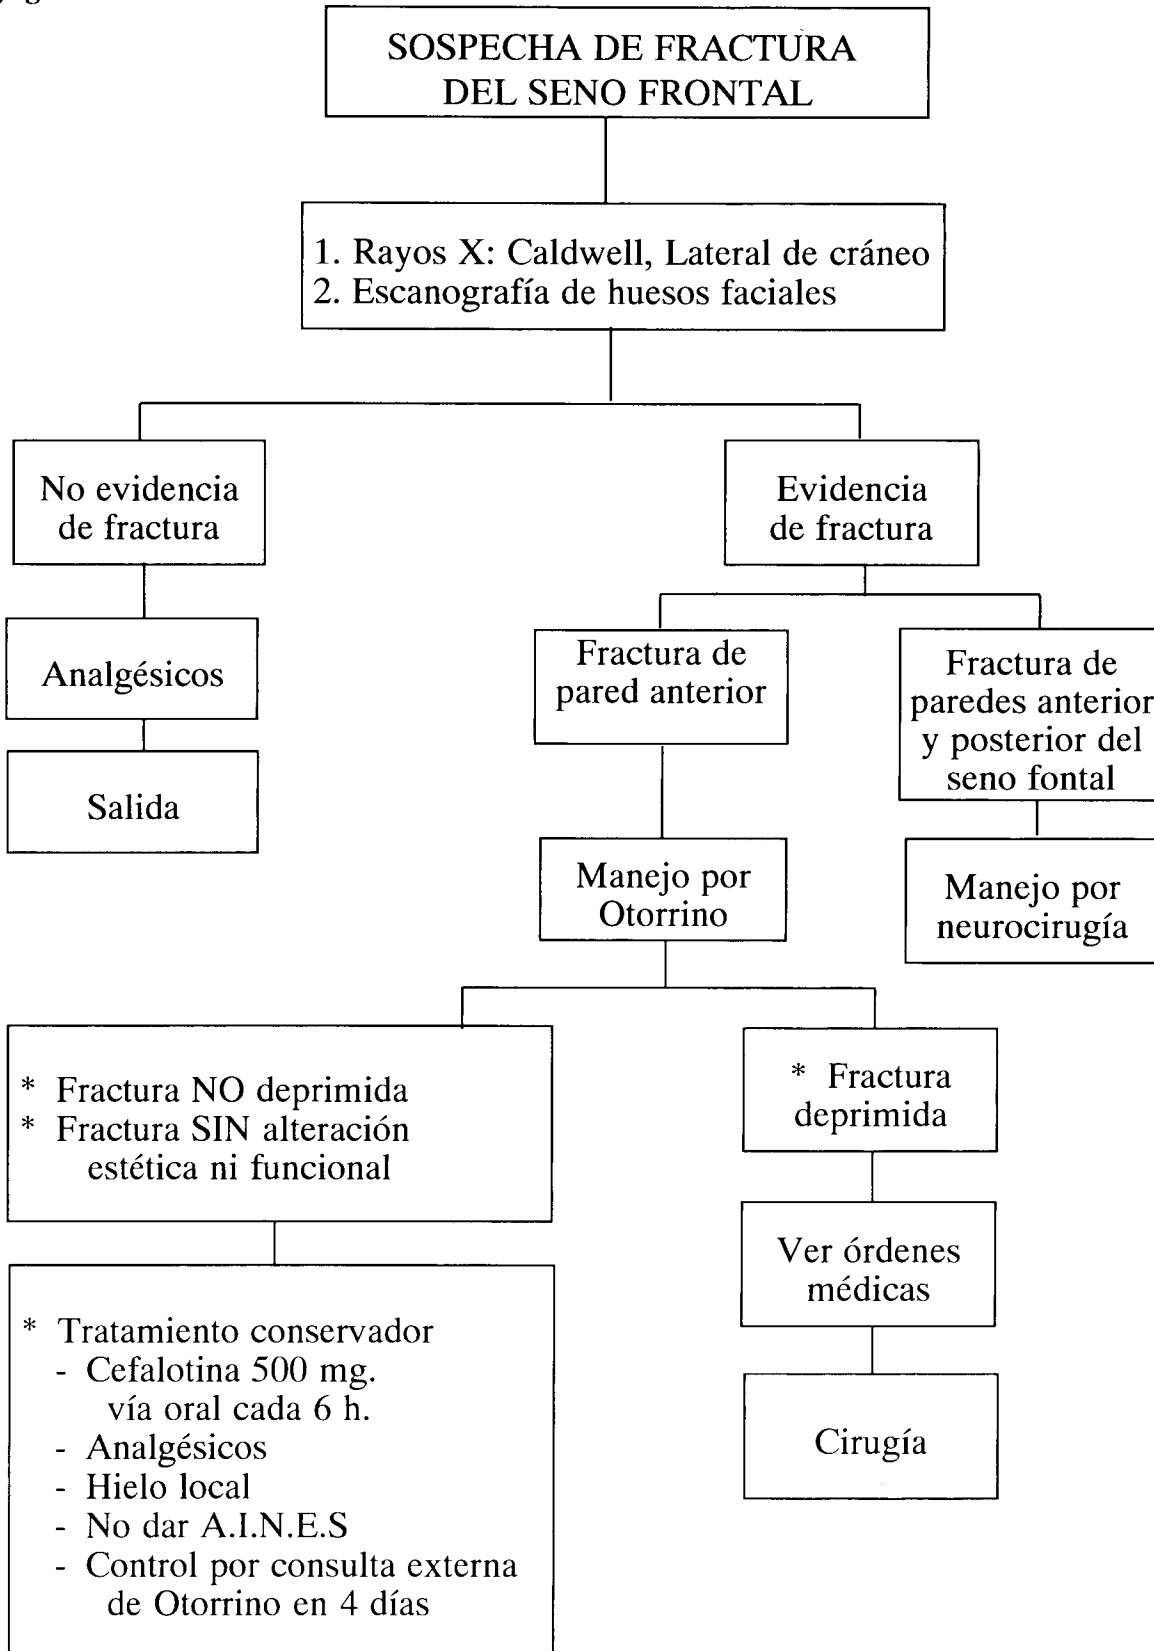 SOSPECHA DE FRACTURA
DEL SENO FRONTAL
1. Rayos X: Caldwell, Lateral de cráneo
2. Escanografía de huesos faciales
No evidencia
de fractura
Evidencia
de fractura
Analgésicos
Salida
Fractura de
pared anterior
Fractura de
paredes anterior
y posterior del
seno fontal
Manejo por
Otorrino
Manejo por
neurocirugía
* Fractura NO deprimida
* Fractura SIN alteración
estética ni funcional
* Fractura
deprimida
Ver órdenes
médicas
Cirugía
* Tratamiento conservador
- Cefalotina 500 mg.
vía oral cada 6 h.
- Analgésicos
- Hielo local
- No dar A.I.N.E.S
- Control por consulta externa
de Otorrino en 4 días